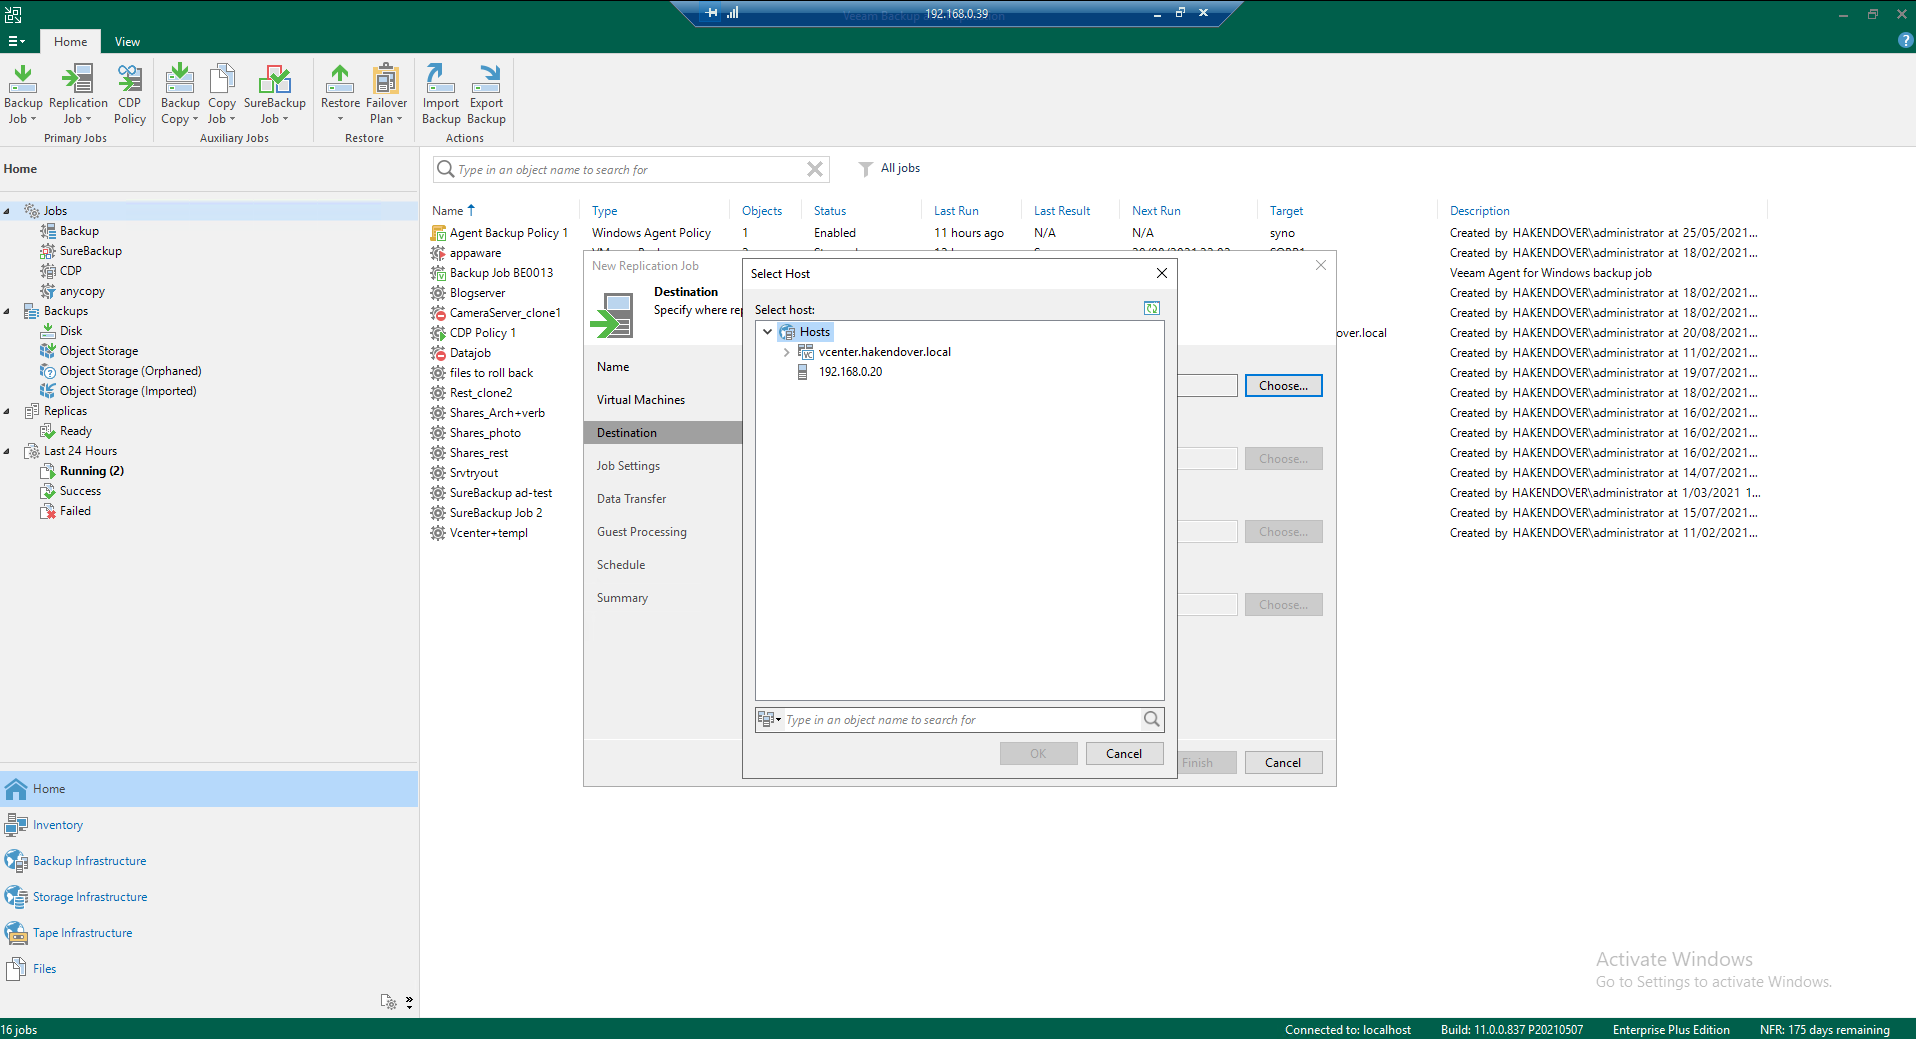 192.168.0.39
Home View
Backup Job
Replication Job
CDP Policy
Primary Jobs
Backup Copy
Copy Job
SureBackup Job
Auxiliary Jobs
Restore
Failover Plan
Restore
Import Backup
Export Backup
Actions
Home
Jobs
Backup
SureBackup
CDP
anycopy
Backups
Disk
Object Storage
Object Storage (Orphaned)
Object Storage (Imported)
Replicas
Ready
Last 24 Hours
Running (2)
Success
Failed
Home
Inventory
Backup Infrastructure
Storage Infrastructure
Tape Infrastructure
Files
Type in an object name to search for
All jobs
Name Type Objects Status Last Run Last Result Next Run Target Description
Agent Backup Policy 1 Windows Agent Policy 1 Enabled 11 hours ago N/A N/A syno Created by HAKENDOVER\administrator at 25/05/2021...
appaware Created by HAKENDOVER\administrator at 18/02/2021...
Backup Job BE0013 Veeam Agent for Windows backup job
Blogserver Created by HAKENDOVER\administrator at 18/02/2021...
CameraServer_clone1 Created by HAKENDOVER\administrator at 18/02/2021...
CDP Policy 1 over.local Created by HAKENDOVER\administrator at 20/08/2021...
Datajob Created by HAKENDOVER\administrator at 11/02/2021...
files to roll back Created by HAKENDOVER\administrator at 19/07/2021...
Rest_clone2 Created by HAKENDOVER\administrator at 18/02/2021...
Shares_Arch+verb Created by HAKENDOVER\administrator at 16/02/2021...
Shares_photo Created by HAKENDOVER\administrator at 16/02/2021...
Shares_rest Created by HAKENDOVER\administrator at 16/02/2021...
Srvtryout Created by HAKENDOVER\administrator at 14/07/2021...
SureBackup ad-test Created by HAKENDOVER\administrator at 1/03/2021 1...
SureBackup Job 2 Created by HAKENDOVER\administrator at 15/07/2021...
Vcenter+templ Created by HAKENDOVER\administrator at 11/02/2021...
New Replication Job
Destination
Specify where rep
Name
Virtual Machines
Destination
Job Settings
Data Transfer
Guest Processing
Schedule
Summary
Choose...
Choose...
Choose...
Choose...
Finish Cancel
Select Host
Select host:
Hosts
vcenter.hakendover.local
192.168.0.20
Type in an object name to search for
OK Cancel
Activate Windows
Go to Settings to activate Windows.
16 jobs Connected to: localhost Build: 11.0.0.837 P20210507 Enterprise Plus Edition NFR: 175 days remaining